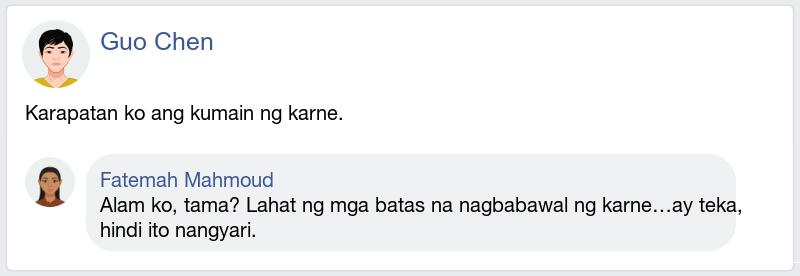 Guo Chen
Karapatan ko ang kumain ng karne.
Fatemah Mahmoud
Alam ko, tama? Lahat ng mga batas na nagbabawal ng karne…ay teka,
hindi ito nangyari.